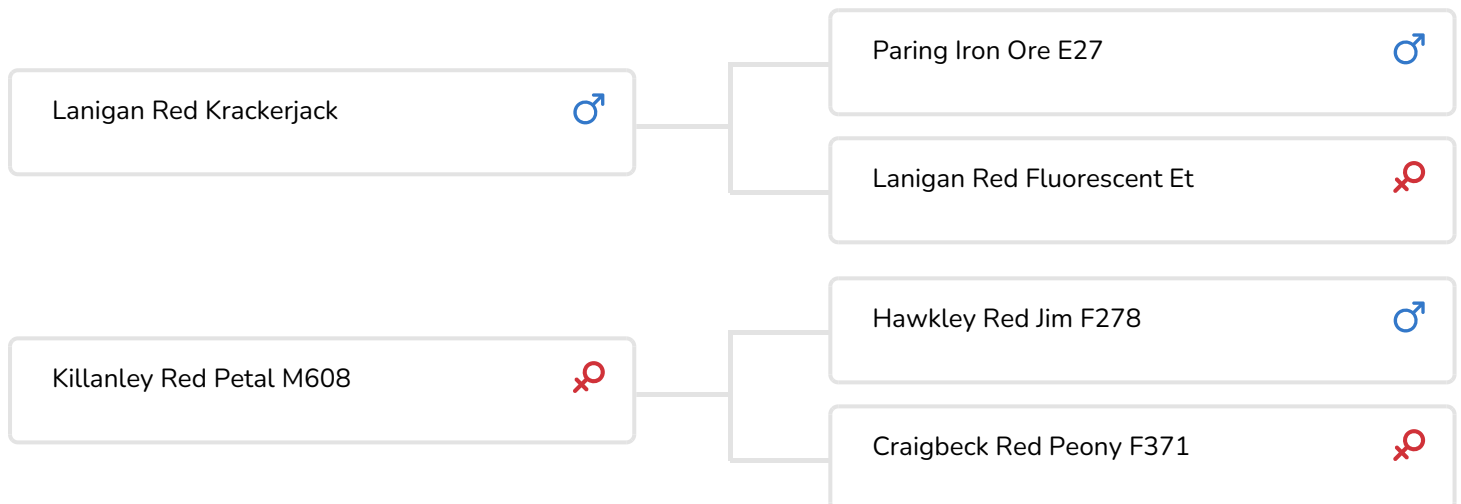 Lanigan Red Krackerjack
Paring Iron Ore E27
Lanigan Red Fluorescent Et
Killanley Red Petal M608
Hawkley Red Jim F278
Craigbeck Red Peony F371